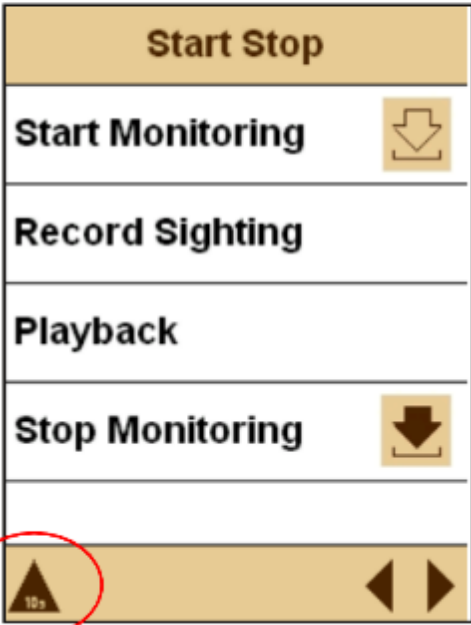 Start Stop
Start Monitoring
Record Sighting
Playback
Stop Monitoring
10s